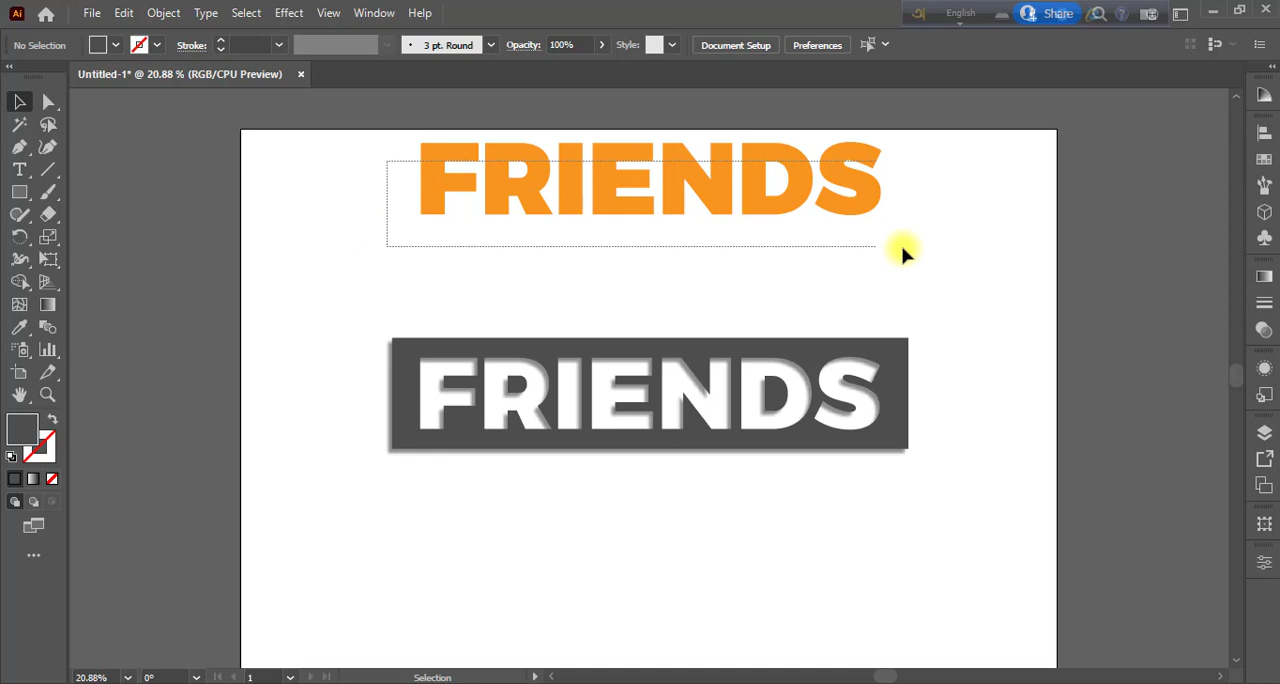 Ai File Edit Object Type Select Effect View Window Help English Share
No Selection Stroke: 3 pt. Round Opacity: 100% Style: Document Setup Preferences
Untitled-1* @ 20.88 % (RGB/CPU Preview)
FRIENDS
FRIENDS
20.88% 0° 1 Selection